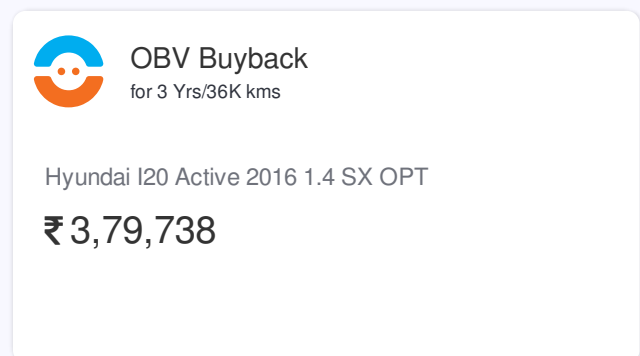 OBV Buyback
for 3 Yrs/36K kms
Hyundai I20 Active 2016 1.4 SX OPT
₹ 3,79,738